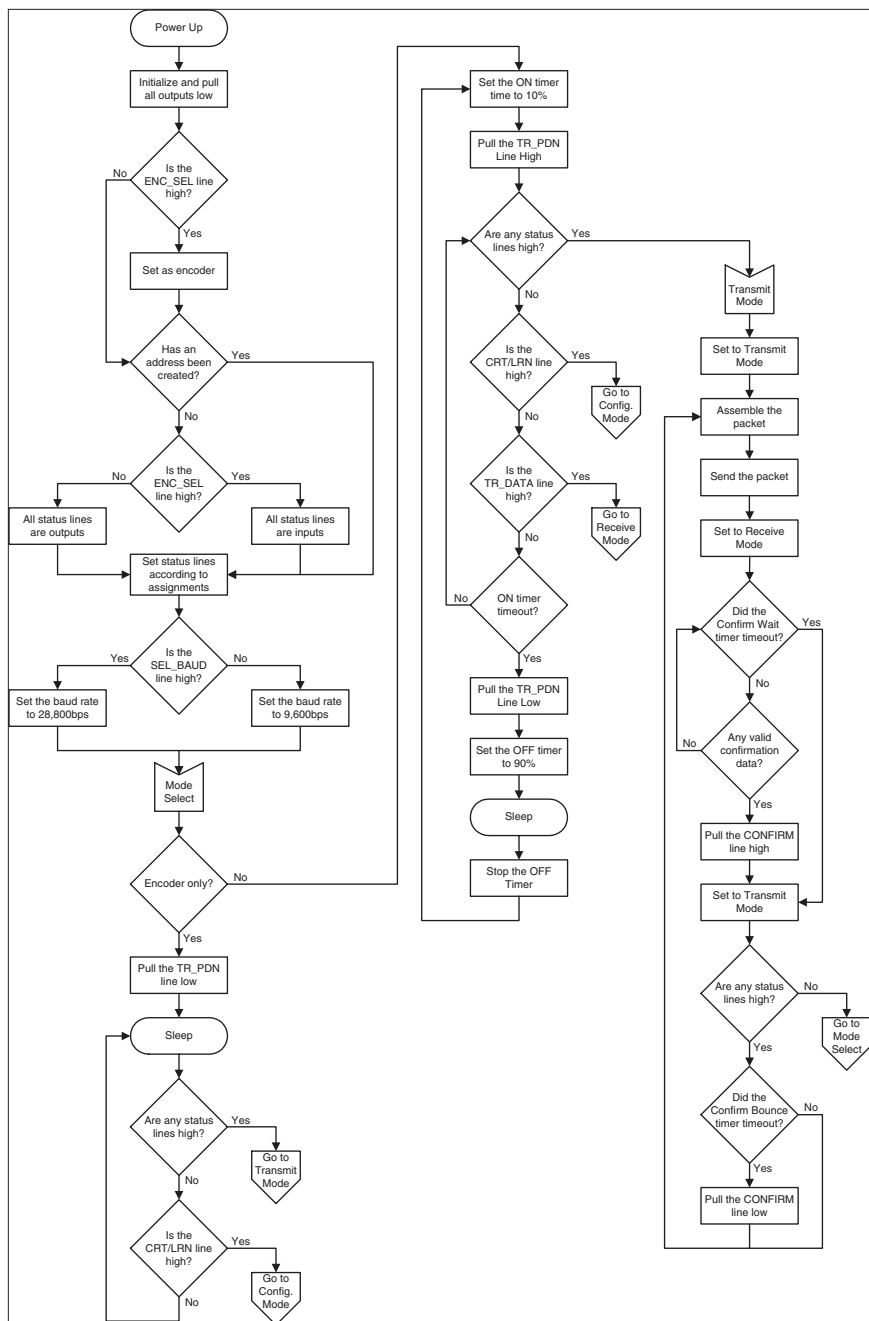 Power Up
Initialize and pull
all outputs low
Is the
ENC_SEL line
high?
No
Yes
Set as encoder
Has an
address been
created?
Yes
No
Is the
ENC_SEL
line high?
No
Yes
All status lines
are outputs
All status lines
are inputs
Set status lines
according to
assignments
Is the
SEL_BAUD
line high?
Yes
No
Set the baud rate
to 28,800bps
Set the baud rate
to 9,600bps
Mode
Select
Encoder only?
No
Yes
Pull the TR_PDN
line low
Sleep
Are any status
lines high?
Yes
Go to
Transmit
Mode
No
Is the
CRT/LRN line
high?
Yes
Go to
Config.
Mode
No
Set the ON timer
time to 10%
Pull the TR_PDN
Line High
Are any status
lines high?
Yes
No
Is the
CRT/LRN line
high?
Yes
Go to
Config.
Mode
No
Is the
TR_DATA line
high?
Yes
Go to
Receive
Mode
No
ON timer
timeout?
No
Yes
Pull the TR_PDN
Line Low
Set the OFF timer
to 90%
Sleep
Stop the OFF
Timer
Transmit
Mode
Set to Transmit
Mode
Assemble the
packet
Send the packet
Set to Receive
Mode
Did the
Confirm Wait
timer timeout?
Yes
No
Any valid
confirmation
data?
No
Yes
Pull the CONFIRM
line high
Set to Transmit
Mode
Are any status
lines high?
No
Go to
Mode
Select
Yes
Did the
Confirm Bounce
timer timeout?
No
Yes
Pull the CONFIRM
line low